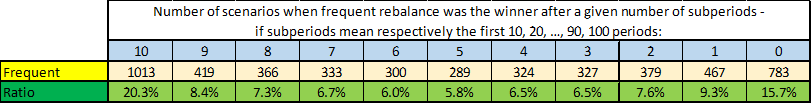 Number of scenarios when frequent rebalance was the winner after a given number of subperiods -
if subperiods mean respectively the first 10, 20, ..., 90, 100 periods:
10 9 8 7 6 5 4 3 2 1 0
Frequent 1013 419 366 333 300 289 324 327 379 467 783
Ratio 20.3% 8.4% 7.3% 6.7% 6.0% 5.8% 6.5% 6.5% 7.6% 9.3% 15.7%